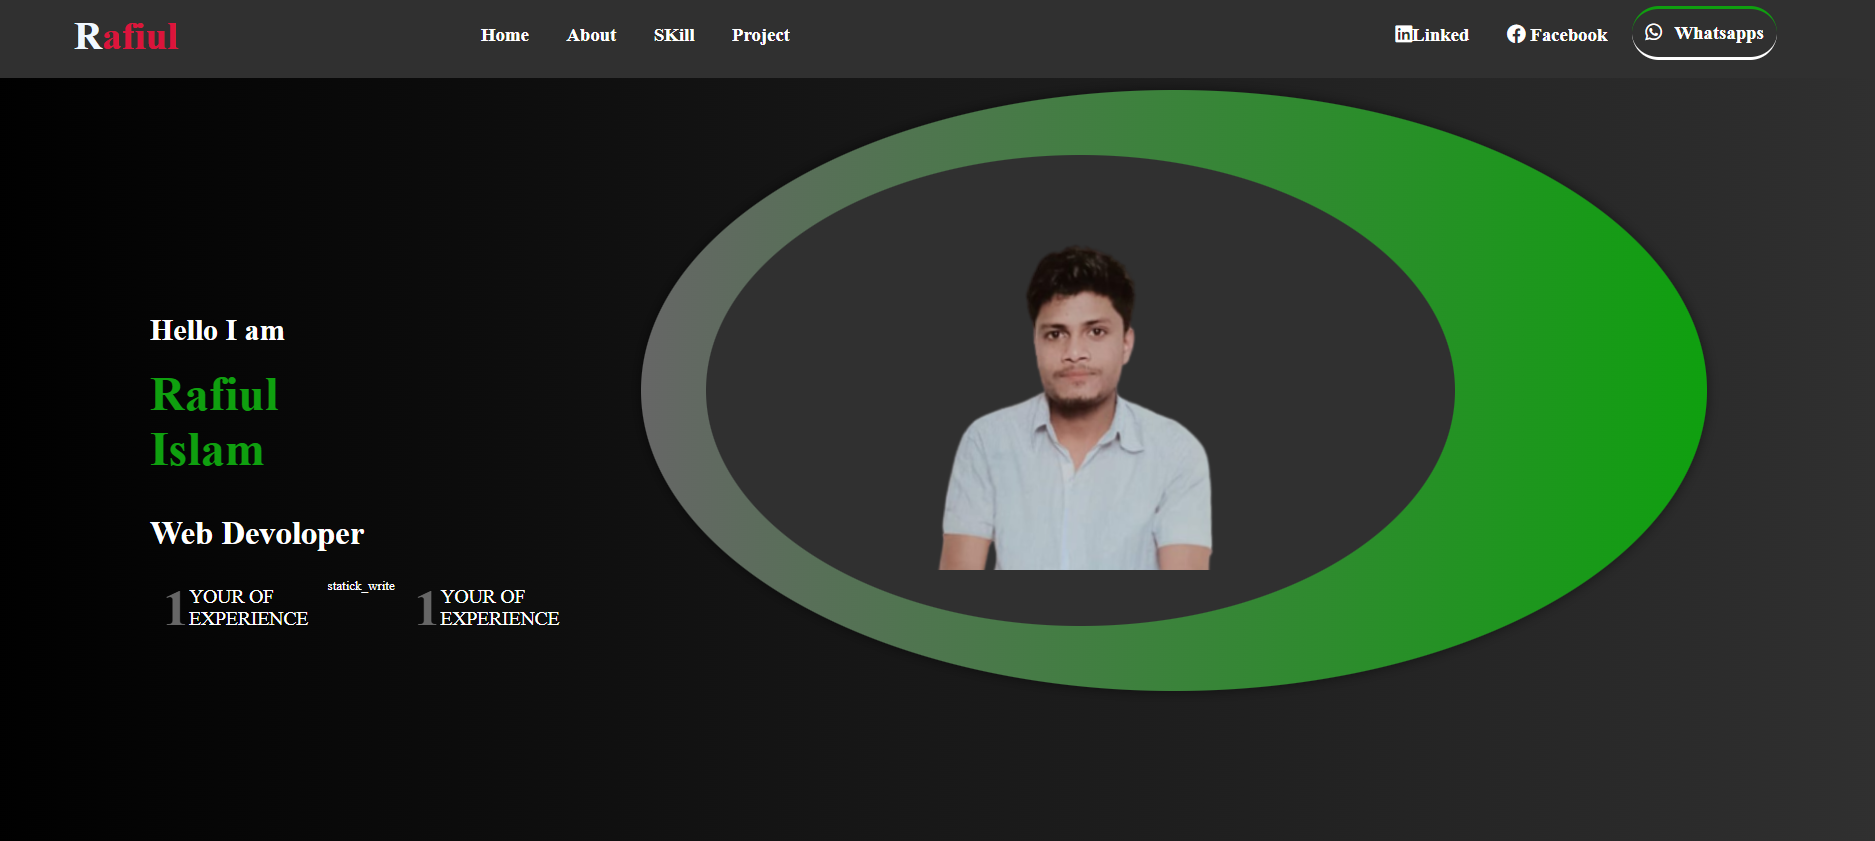 Rafiul
Home About SKill Project
Linked Facebook Whatsapps
Hello I am
Rafiul
Islam
Web Devoloper
1 YOUR OF
EXPERIENCE
statick_write
1 YOUR OF
EXPERIENCE